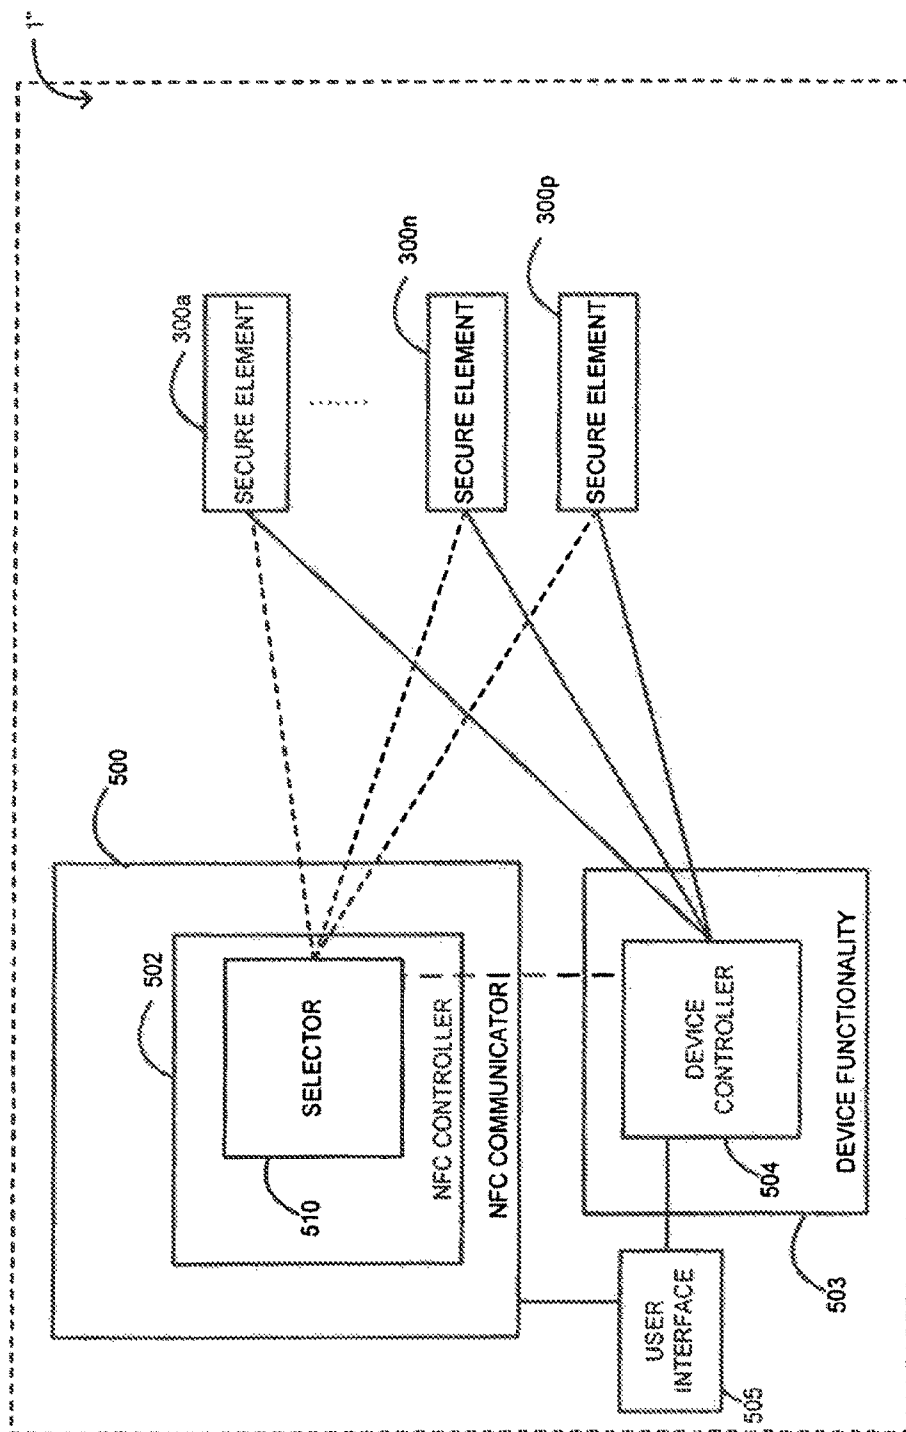 1"
500
502
SELECTOR
510
NFC CONTROLLER
NFC COMMUNICATOR
300a
SECURE ELEMENT
300n
SECURE ELEMENT
300p
SECURE ELEMENT
USER
INTERFACE
505
DEVICE
CONTROLLER
504
DEVICE FUNCTIONALITY
503